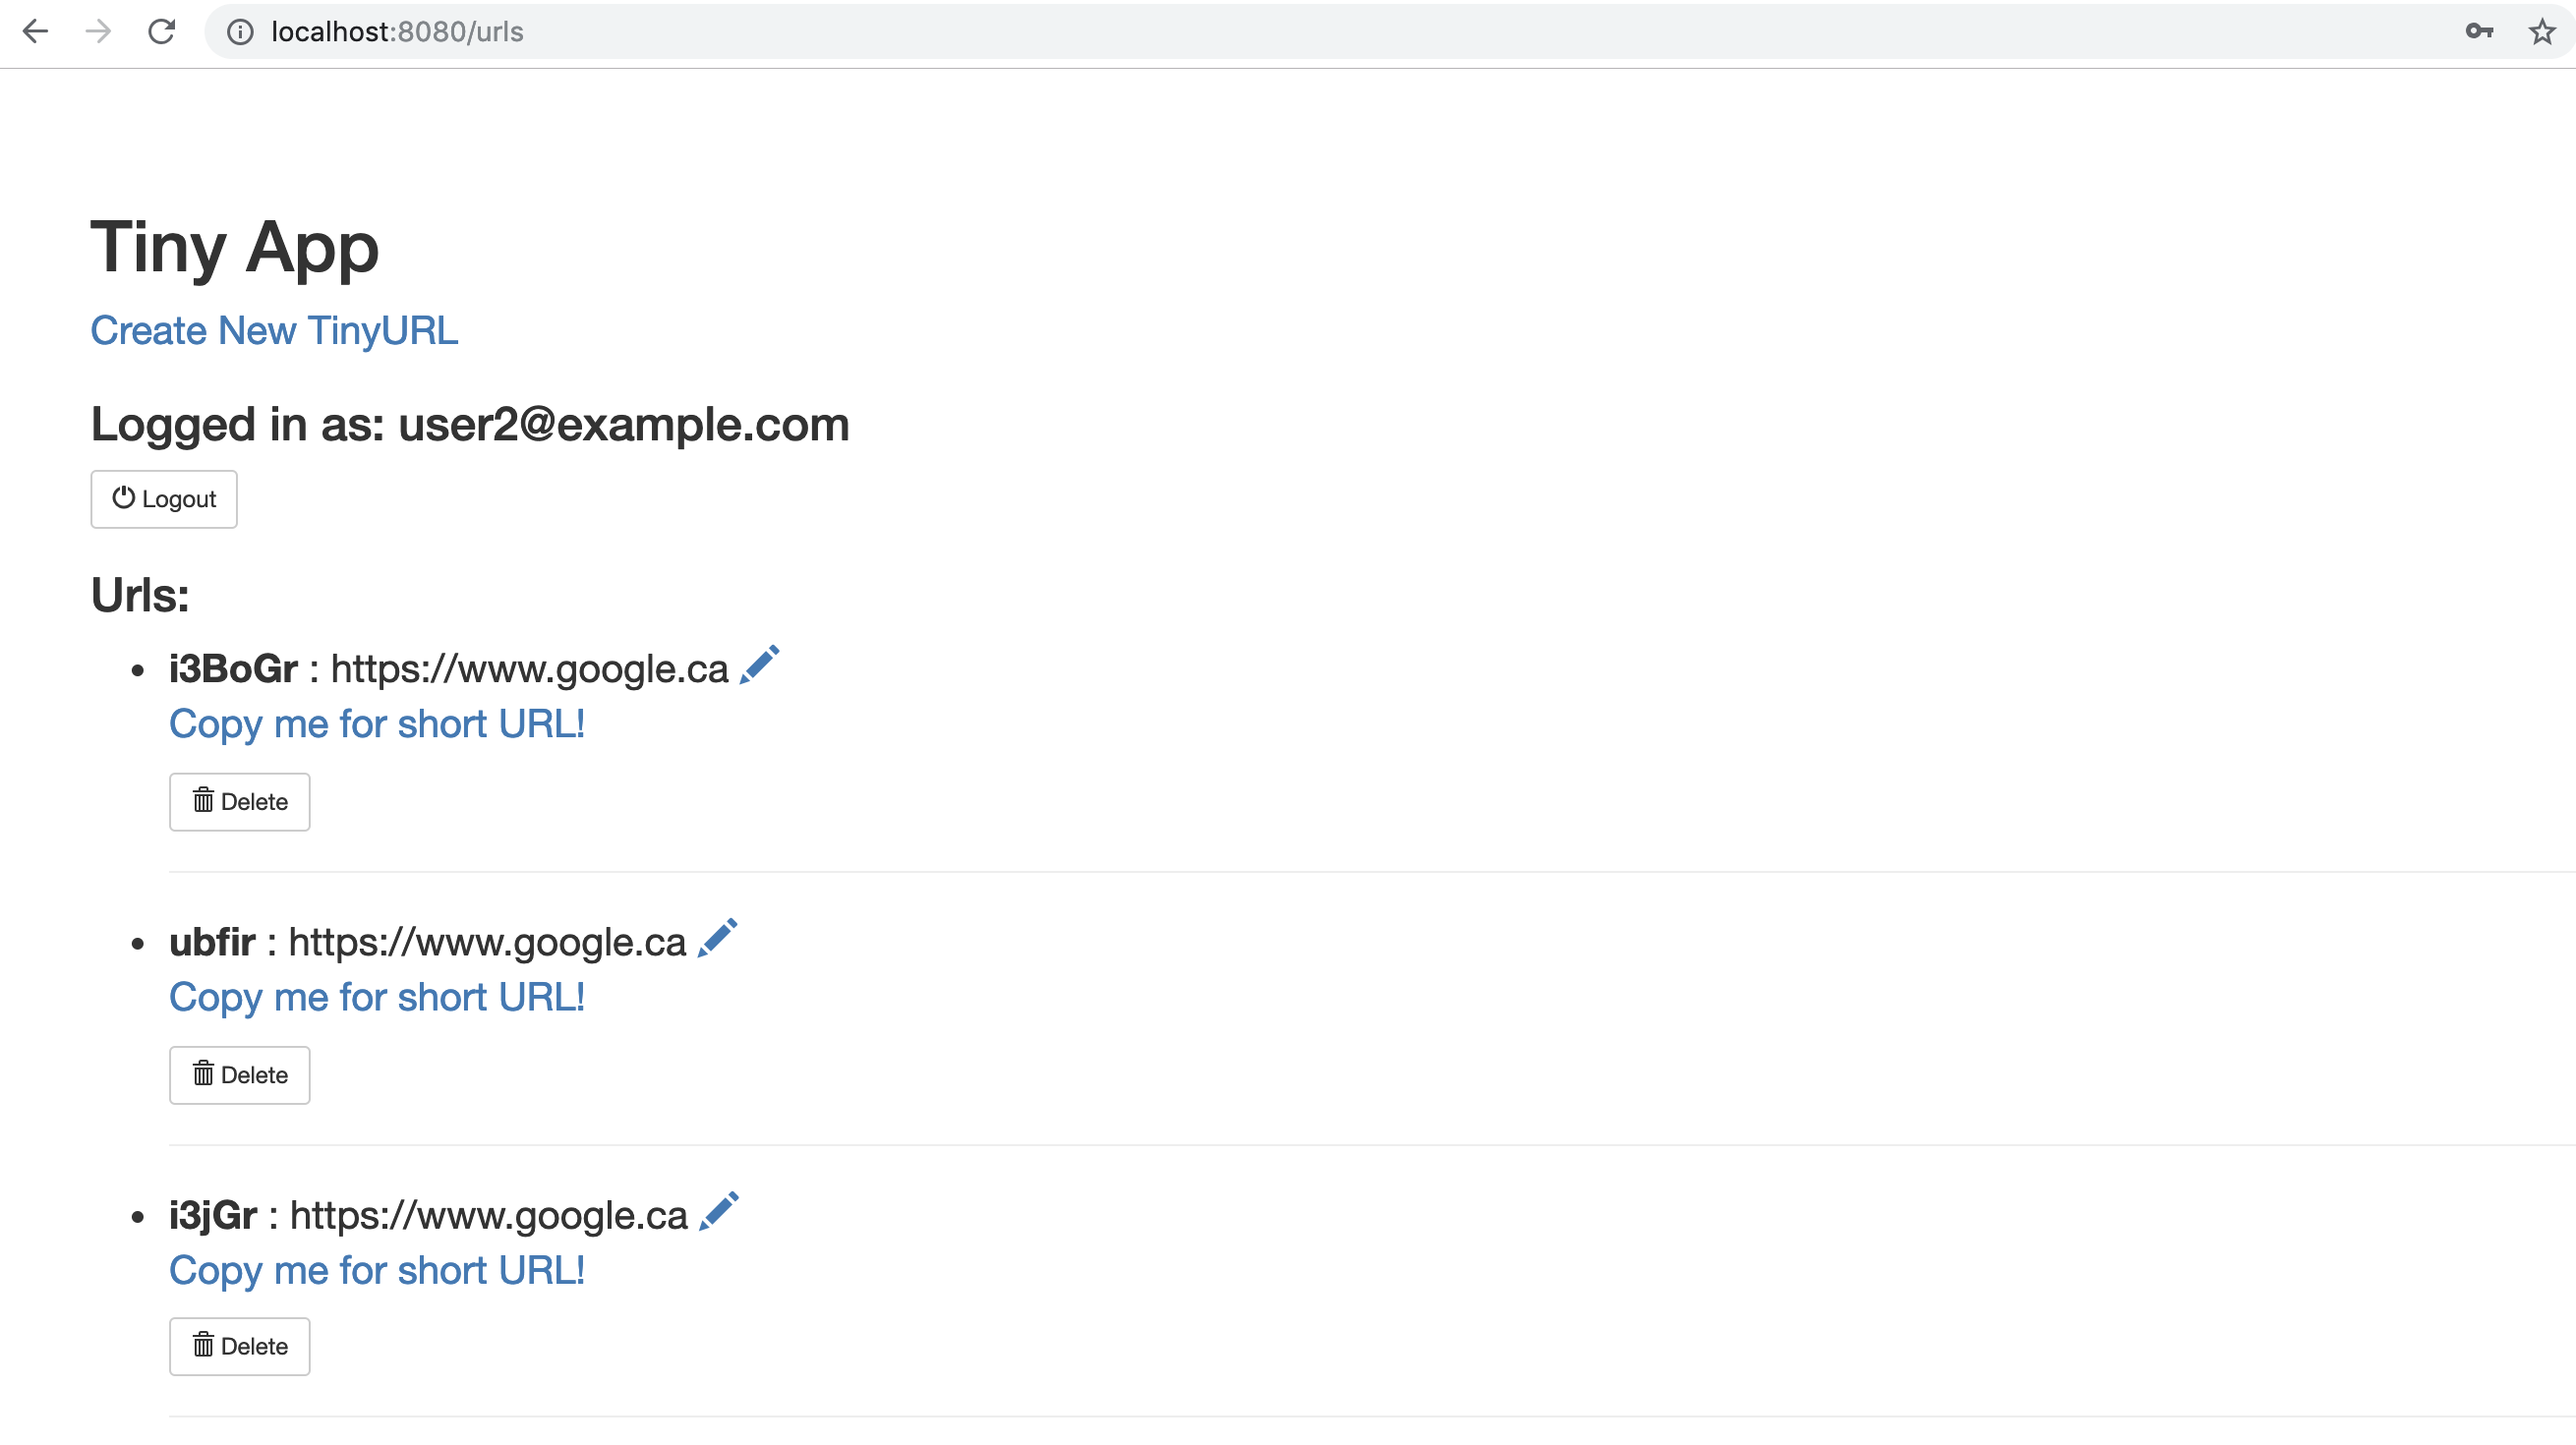 localhost:8080/urls
Tiny App
Create New TinyURL
Logged in as: user2@example.com
Logout
Urls:
i3BoGr : https://www.google.ca
Copy me for short URL!
Delete
ubfir : https://www.google.ca
Copy me for short URL!
Delete
i3jGr : https://www.google.ca
Copy me for short URL!
Delete